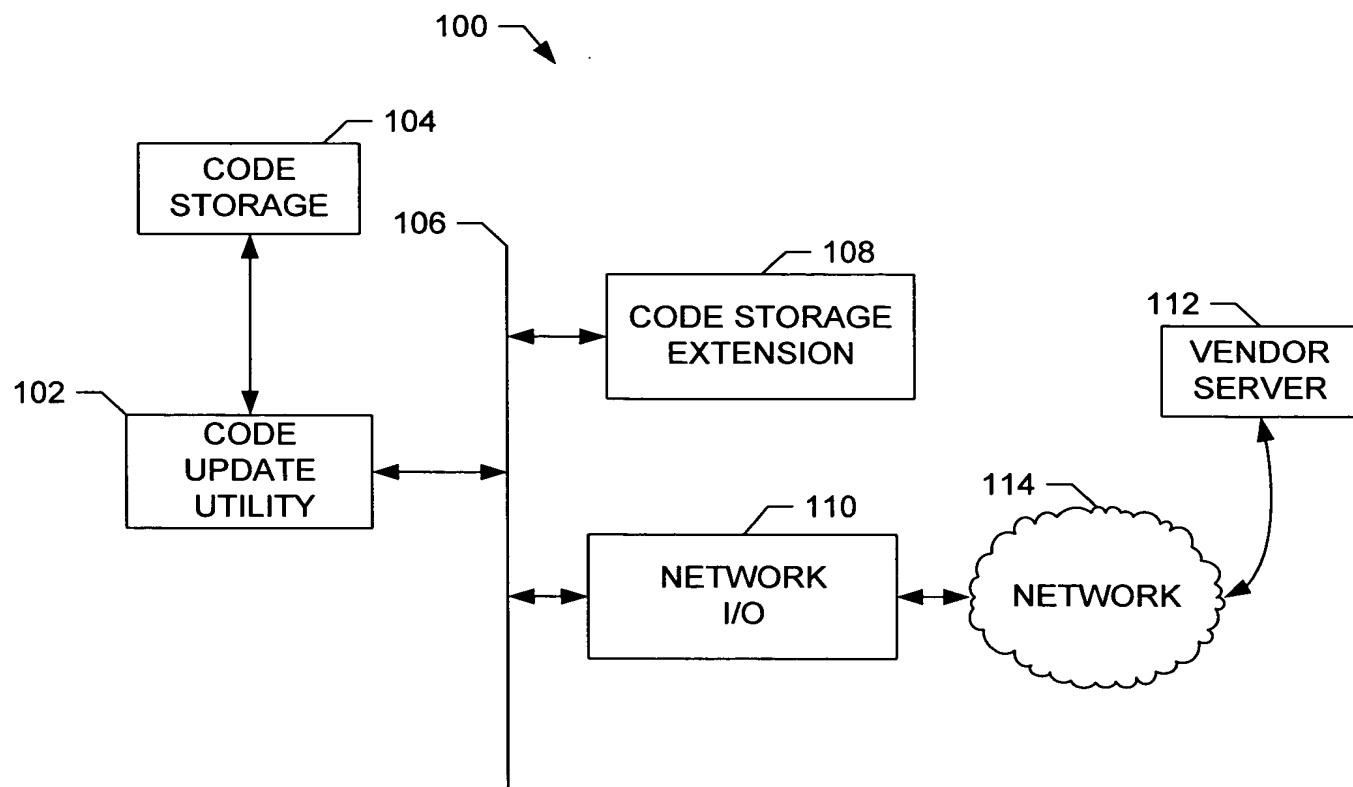 100
104
CODE
STORAGE
106
108
CODE STORAGE
EXTENSION
112
VENDOR
SERVER
102
CODE
UPDATE
UTILITY
110
NETWORK
I/O
114
NETWORK